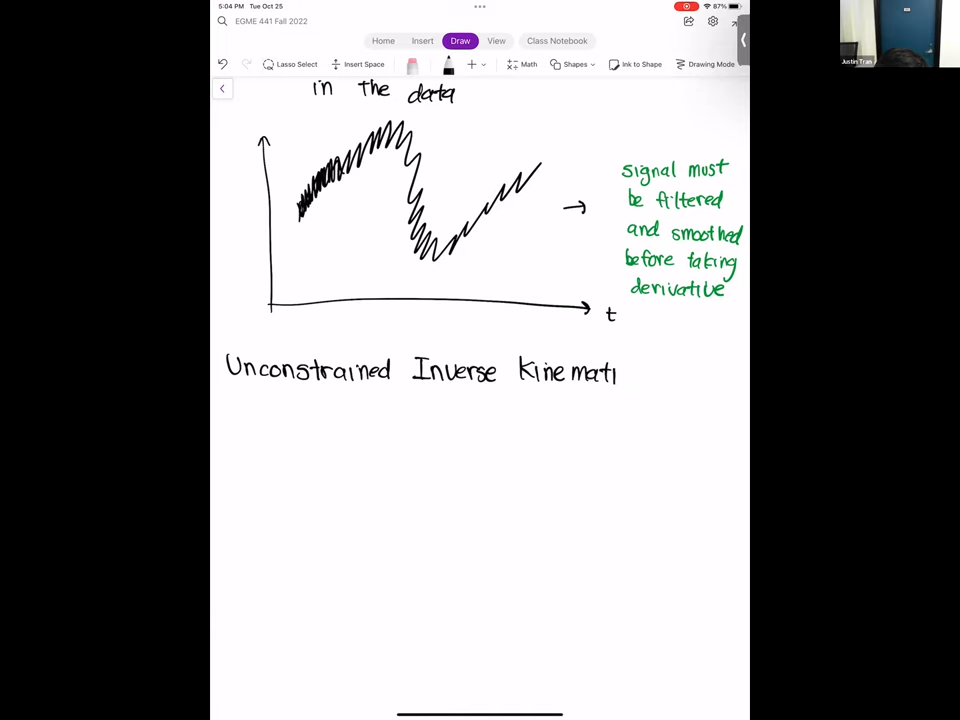 5:04 PM Tue Oct 25
87%
EGME 441 Fall 2022
Home Insert Draw View Class Notebook
Lasso Select Insert Space Math Shapes Ink to Shape Drawing Mode
Justin Tran
in the data
signal must
be filtered
and smoothed
before taking
derivative
t
Unconstrained Inverse Kinemati